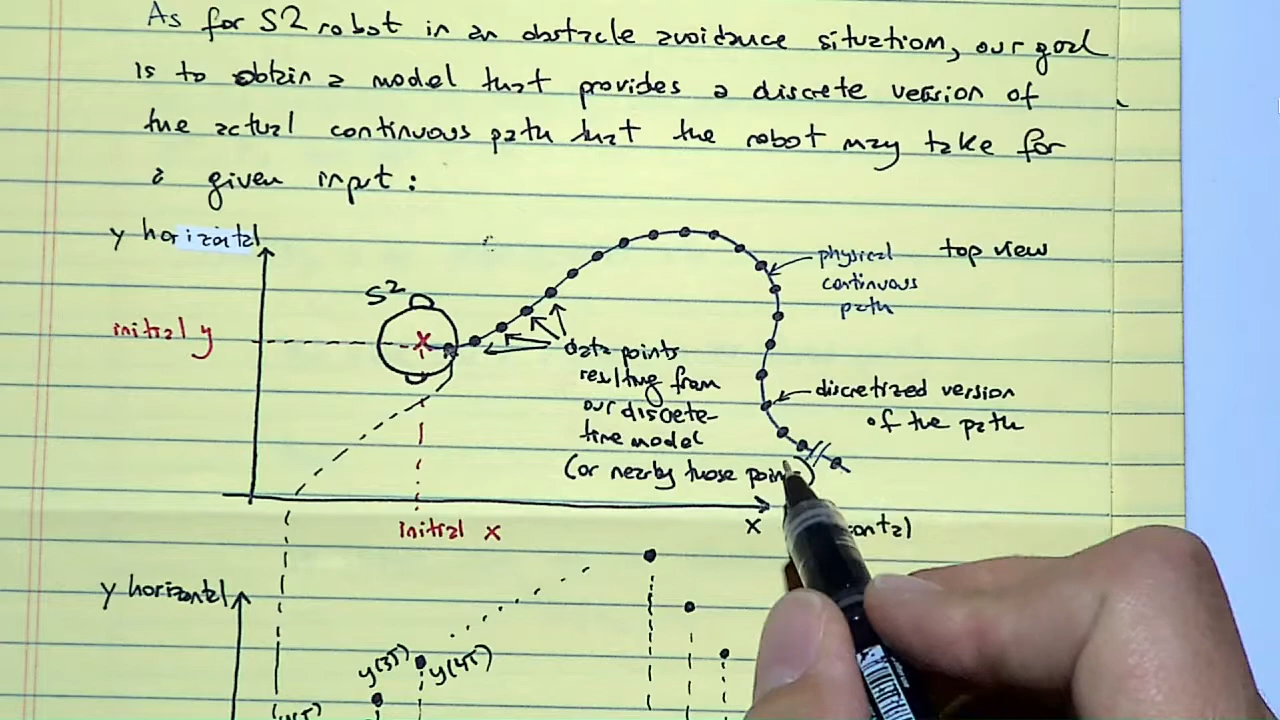 As for S2 robot in an obstacle avoidance situation, our goal
is to obtain a model that provides a discrete version of
the actual continuous path that the robot may take for
a given input:
y horizontal
S2
physical
continuous
path
top view
initial y
X
data points
resulting from
our discrete-
time model
(or nearby those points)
discretized version
of the path
initial x
x
y horizontal
y(3T)
y(4T)